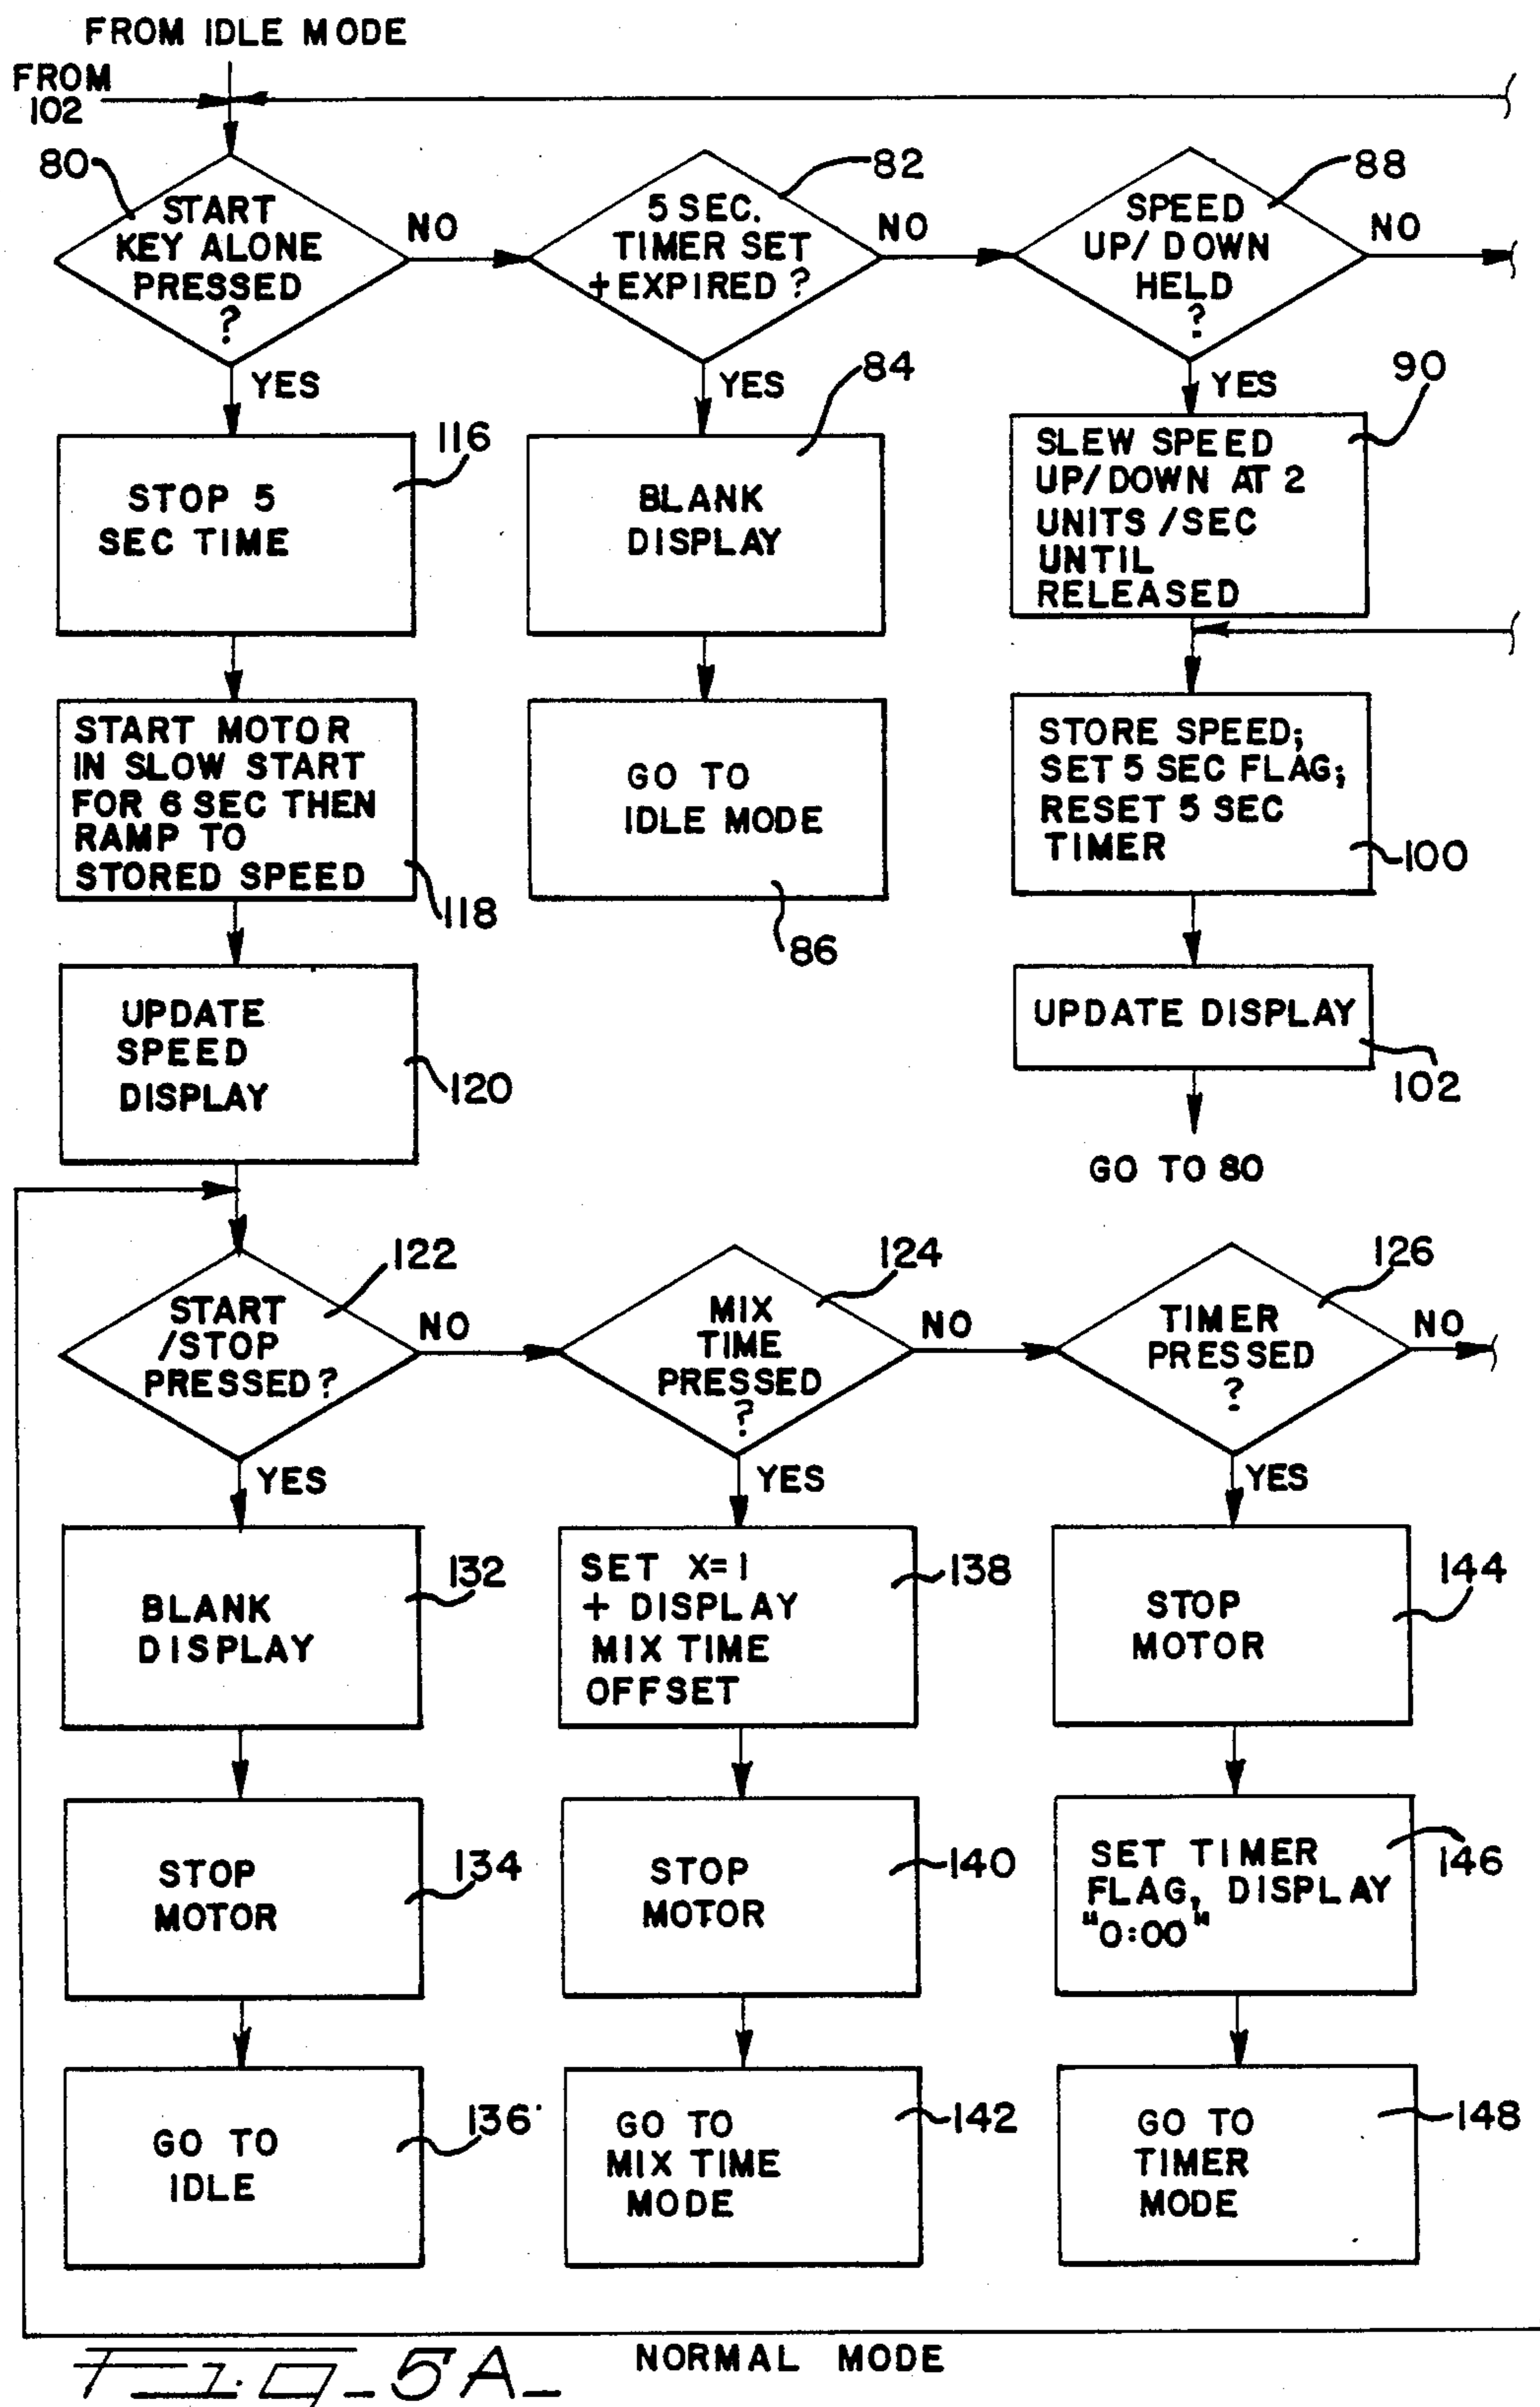 FROM IDLE MODE
FROM
102
80
START
KEY ALONE
PRESSED
?
NO
YES
82
5 SEC.
TIMER SET
+ EXPIRED ?
NO
YES
88
SPEED
UP/ DOWN
HELD
?
NO
YES
116
STOP 5
SEC TIME
84
BLANK
DISPLAY
90
SLEW SPEED
UP/DOWN AT 2
UNITS /SEC
UNTIL
RELEASED
START MOTOR
IN SLOW START
FOR 6 SEC THEN
RAMP TO
STORED SPEED
118
GO TO
IDLE MODE
86
STORE SPEED;
SET 5 SEC FLAG;
RESET 5 SEC
TIMER
100
UPDATE
SPEED
DISPLAY
120
UPDATE DISPLAY
102
GO TO 80
122
START
/STOP
PRESSED?
NO
YES
124
MIX
TIME
PRESSED
?
NO
YES
126
TIMER
PRESSED
?
NO
YES
132
BLANK
DISPLAY
SET X=1
+ DISPLAY
MIX TIME
OFFSET
138
144
STOP
MOTOR
STOP
MOTOR
134
STOP
MOTOR
140
SET TIMER
FLAG, DISPLAY
"0:00"
146
GO TO
IDLE
136
GO TO
MIX TIME
MODE
142
GO TO
TIMER
MODE
148
Fig_5A_
NORMAL MODE